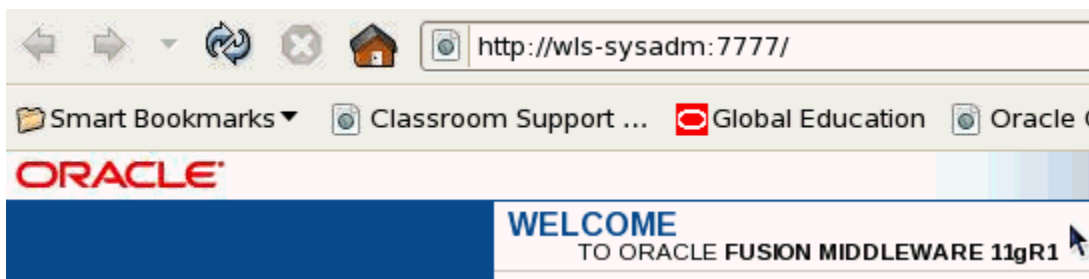 http://wls-sysadm:7777/
Smart Bookmarks Classroom Support ... Global Education Oracle
ORACLE
WELCOME
TO ORACLE FUSION MIDDLEWARE 11gR1